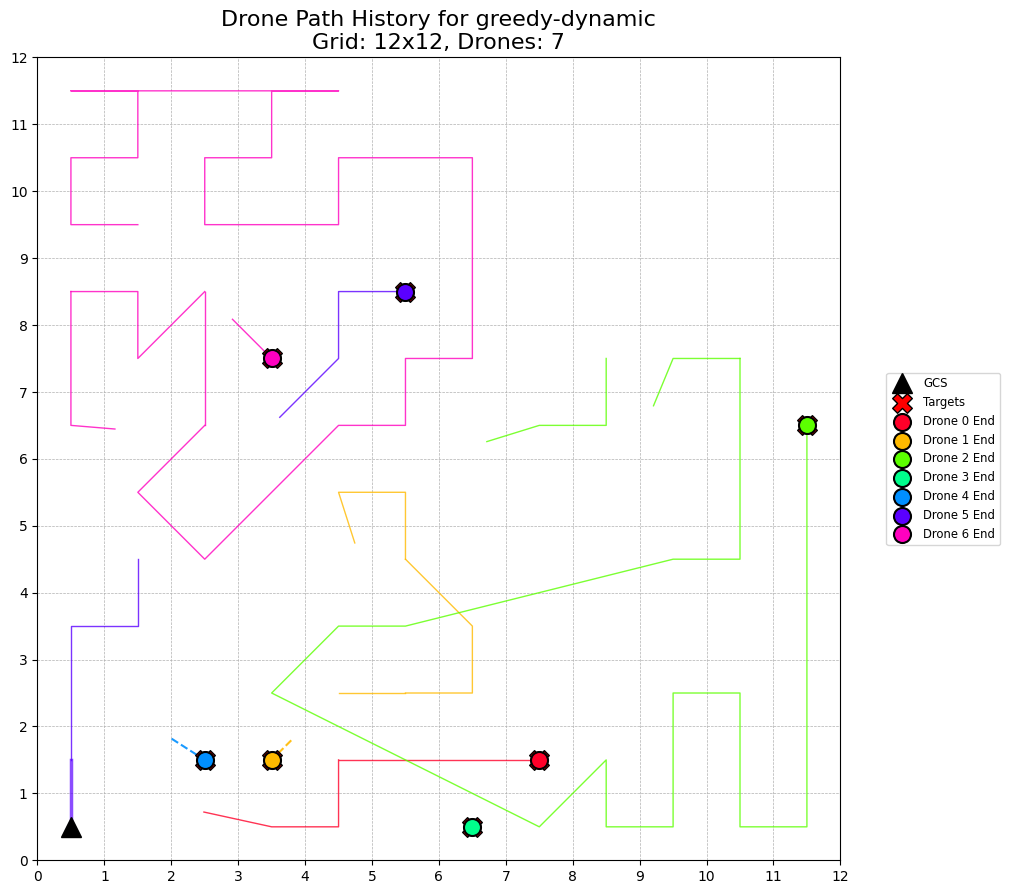 Drone Path History for greedy-dynamic
Grid: 12x12, Drones: 7
12
11
10
9
8
7
6
5
4
3
2
1
0
0 1 2 3 4 5 6 7 8 9 10 11 12
GCS
Targets
Drone 0 End
Drone 1 End
Drone 2 End
Drone 3 End
Drone 4 End
Drone 5 End
Drone 6 End